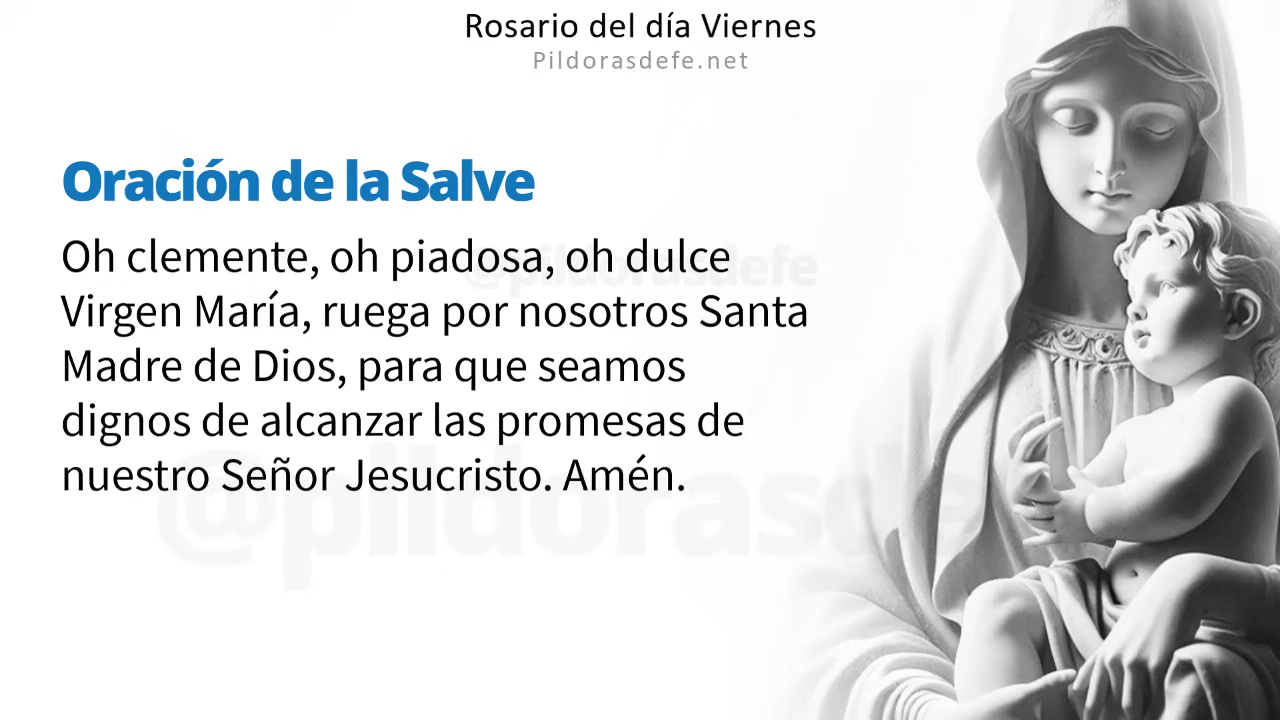 Rosario del día Viernes
Pildorasdefe.net
Oración de la Salve
@pildorasdefe
Oh clemente, oh piadosa, oh dulce
Virgen María, ruega por nosotros Santa
Madre de Dios, para que seamos
dignos de alcanzar las promesas de
nuestro Señor Jesucristo. Amén.
@pildorasde